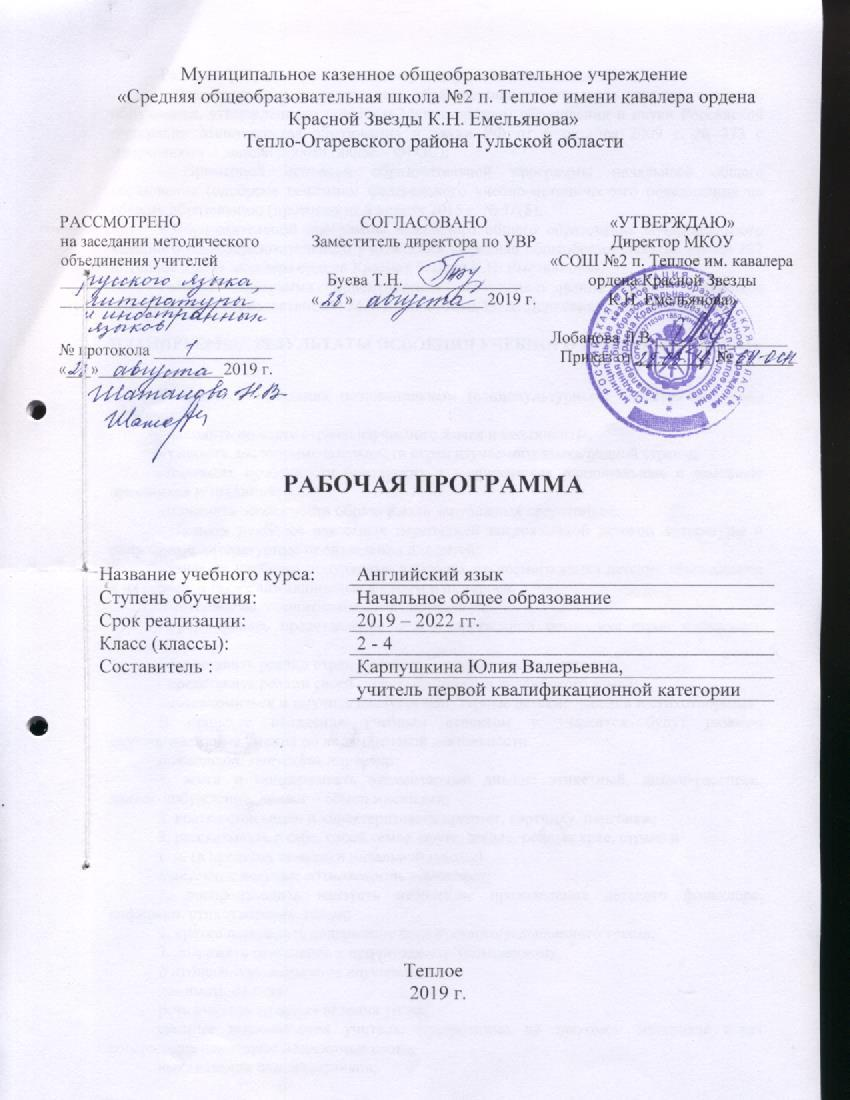 Муниципальное казенное общеобразовательное учреждение
«Средняя общеобразовательная школа №2 п. Теплое имени кавалера ордена
Красной Звезды К.Н. Емельянова»
Тепло-Огаревского района Тульской области
РАССМОТРЕНО
на заседании методического
объединения учителей
русского языка,
литературы
и иностранных
языков
№ протокола 1
« » августа 2019 г.
Шатаилова Н.В.
СОГЛАСОВАНО
Заместитель директора по УВР
Буева Т.Н.
«28» августа 2019 г.
«УТВЕРЖДАЮ»
Директор МКОУ
«СОШ №2 п. Теплое им. кавалера
ордена Красной Звезды
К.Н. Емельянова»
Лобанова Л.В.
Приказ от №
РАБОЧАЯ ПРОГРАММА
Название учебного курса: Английский язык
Ступень обучения: Начальное общее образование
Срок реализации: 2019 – 2022 гг.
Класс (классы): 2 - 4
Составитель : Карпушкина Юлия Валерьевна,
учитель первой квалификационной категории
Теплое
2019 г.